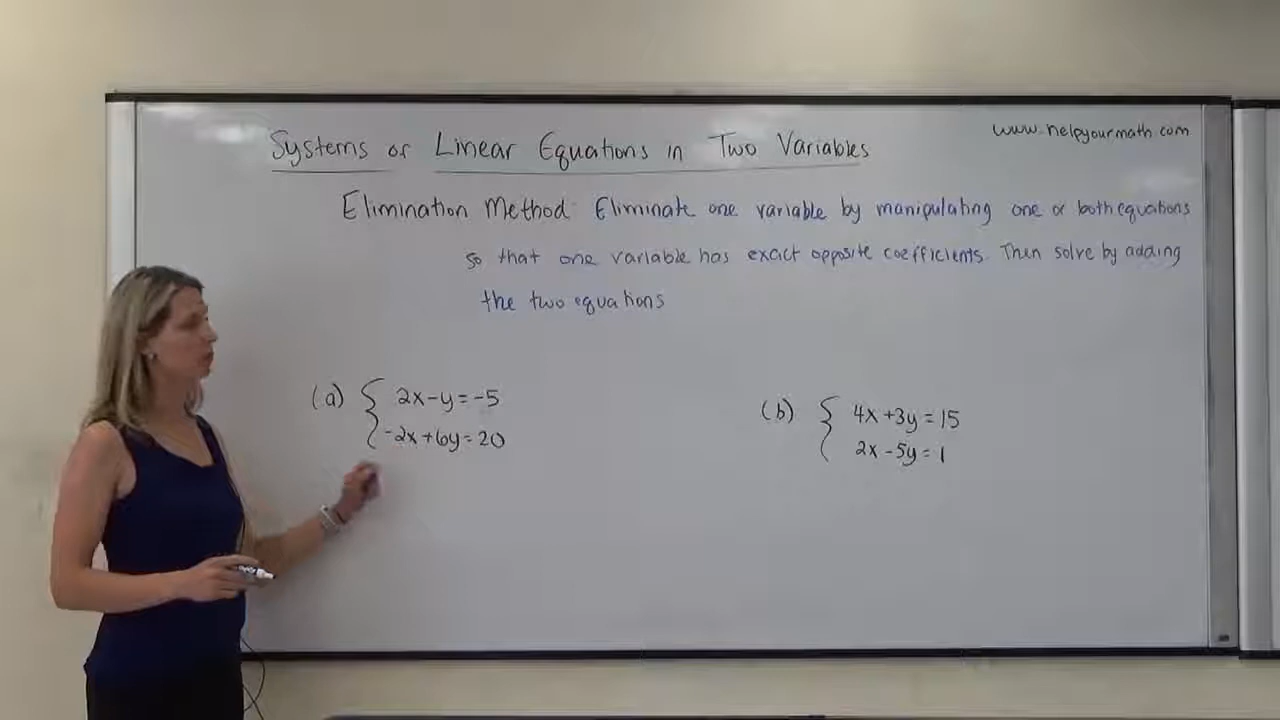 Systems of Linear Equations in Two Variables
www.helpyourmath.com
Elimination Method: Eliminate one variable by manipulating one or both equations
so that one variable has exact opposite coefficients. Then solve by adding
the two equations
(a) { 2x-y=-5
-2x+6y=20
(b) { 4x+3y=15
2x-5y=1